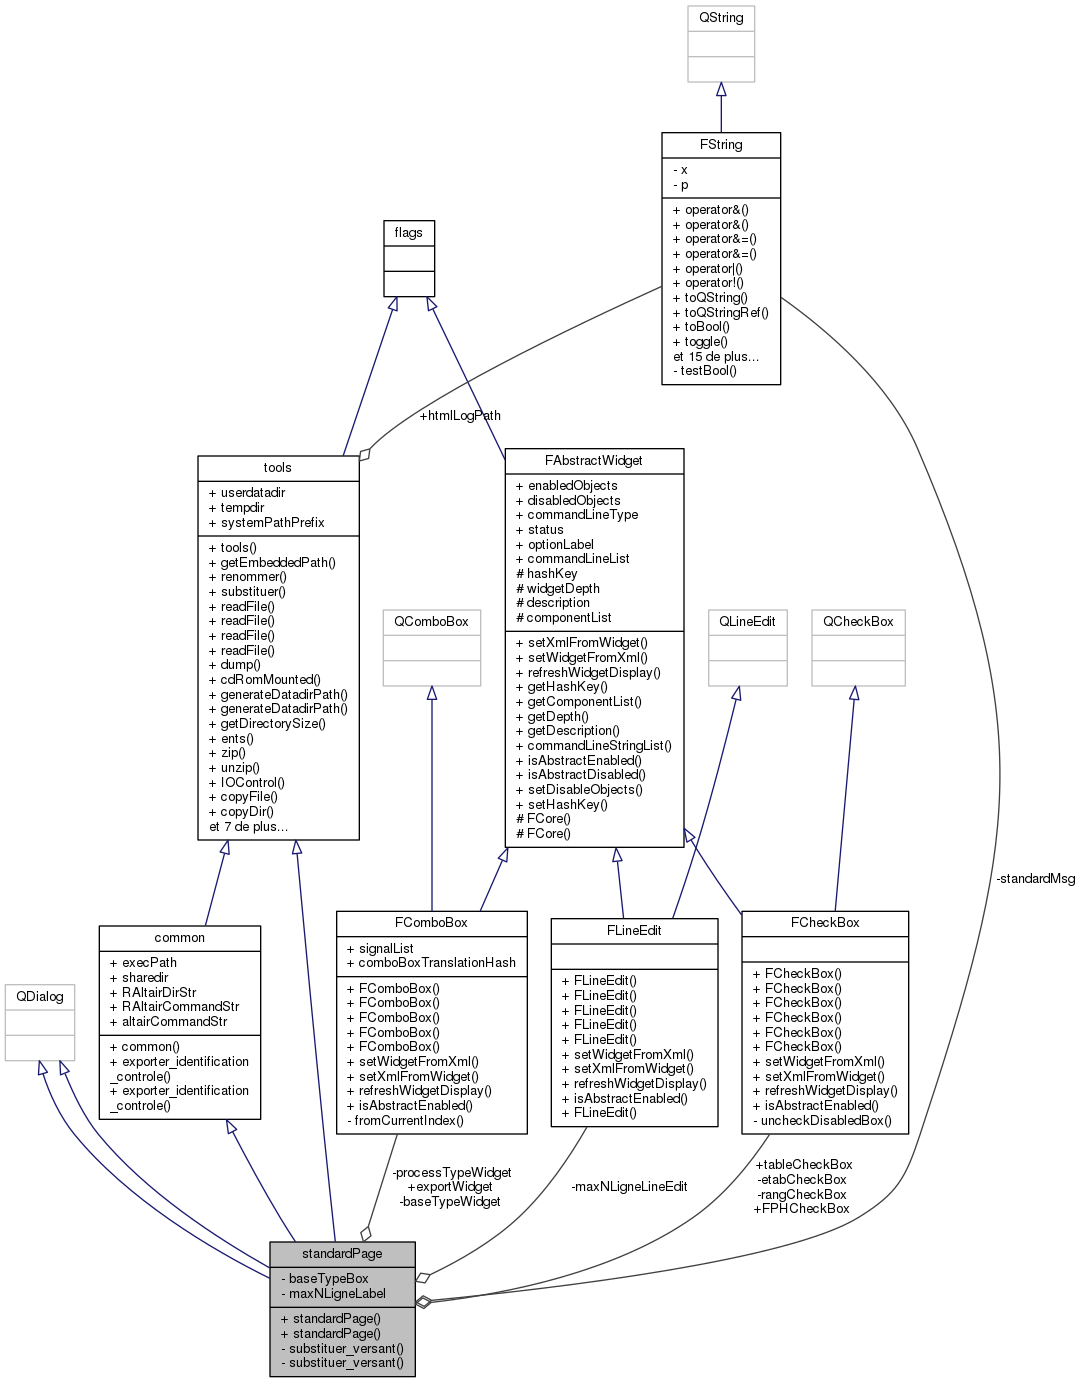 QString
FString
- x
- p
+ operator&()
+ operator&()
+ operator&=()
+ operator&=()
+ operator|()
+ operator!()
+ toQString()
+ toQStringRef()
+ toBool()
+ toggle()
et 15 de plus...
- testBool()
flags
+htmlLogPath
tools
+ userdatadir
+ tempdir
+ systemPathPrefix
+ tools()
+ getEmbeddedPath()
+ renommer()
+ substituer()
+ readFile()
+ readFile()
+ readFile()
+ readFile()
+ dump()
+ cdRomMounted()
+ generateDatadirPath()
+ generateDatadirPath()
+ getDirectorySize()
+ ents()
+ zip()
+ unzip()
+ IOControl()
+ copyFile()
+ copyDir()
et 7 de plus...
FAbstractWidget
+ enabledObjects
+ disabledObjects
+ commandLineType
+ status
+ optionLabel
+ commandLineList
# hashKey
# widgetDepth
# description
# componentList
+ setXmlFromWidget()
+ setWidgetFromXml()
+ refreshWidgetDisplay()
+ getHashKey()
+ getComponentList()
+ getDepth()
+ getDescription()
+ commandLineStringList()
+ isAbstractEnabled()
+ isAbstractDisabled()
+ setDisableObjects()
+ setHashKey()
# FCore()
# FCore()
QComboBox
QLineEdit
QCheckBox
-standardMsg
QDialog
common
+ execPath
+ sharedir
+ RAltairDirStr
+ RAltairCommandStr
+ altairCommandStr
+ common()
+ exporter_identification
_controle()
+ exporter_identification
_controle()
FComboBox
+ signalList
+ comboBoxTranslationHash
+ FComboBox()
+ FComboBox()
+ FComboBox()
+ FComboBox()
+ FComboBox()
+ setWidgetFromXml()
+ setXmlFromWidget()
+ refreshWidgetDisplay()
+ isAbstractEnabled()
- fromCurrentIndex()
FLineEdit
+ FLineEdit()
+ FLineEdit()
+ FLineEdit()
+ FLineEdit()
+ FLineEdit()
+ setWidgetFromXml()
+ setXmlFromWidget()
+ refreshWidgetDisplay()
+ isAbstractEnabled()
+ FLineEdit()
FCheckBox
+ FCheckBox()
+ FCheckBox()
+ FCheckBox()
+ FCheckBox()
+ FCheckBox()
+ FCheckBox()
+ setWidgetFromXml()
+ setXmlFromWidget()
+ refreshWidgetDisplay()
+ isAbstractEnabled()
- uncheckDisabledBox()
-processTypeWidget
+exportWidget
-baseTypeWidget
-maxNLigneLineEdit
+tableCheckBox
-etabCheckBox
-rangCheckBox
+FPHCheckBox
standardPage
- baseTypeBox
- maxNLigneLabel
+ standardPage()
+ standardPage()
- substituer_versant()
- substituer_versant()